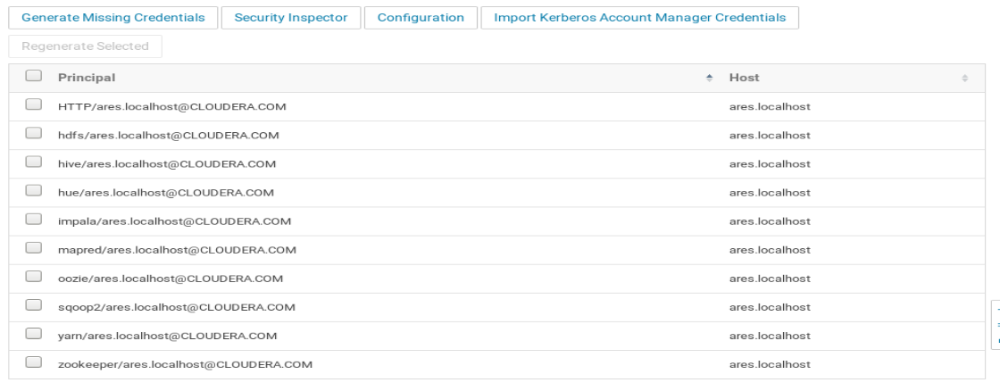 Generate Missing Credentials Security Inspector Configuration Import Kerberos Account Manager Credentials
Regenerate Selected
Principal Host
HTTP/ares.localhost@CLOUDERA.COM ares.localhost
hdfs/ares.localhost@CLOUDERA.COM ares.localhost
hive/ares.localhost@CLOUDERA.COM ares.localhost
hue/ares.localhost@CLOUDERA.COM ares.localhost
impala/ares.localhost@CLOUDERA.COM ares.localhost
mapred/ares.localhost@CLOUDERA.COM ares.localhost
oozie/ares.localhost@CLOUDERA.COM ares.localhost
sqoop2/ares.localhost@CLOUDERA.COM ares.localhost
yarn/ares.localhost@CLOUDERA.COM ares.localhost
zookeeper/ares.localhost@CLOUDERA.COM ares.localhost